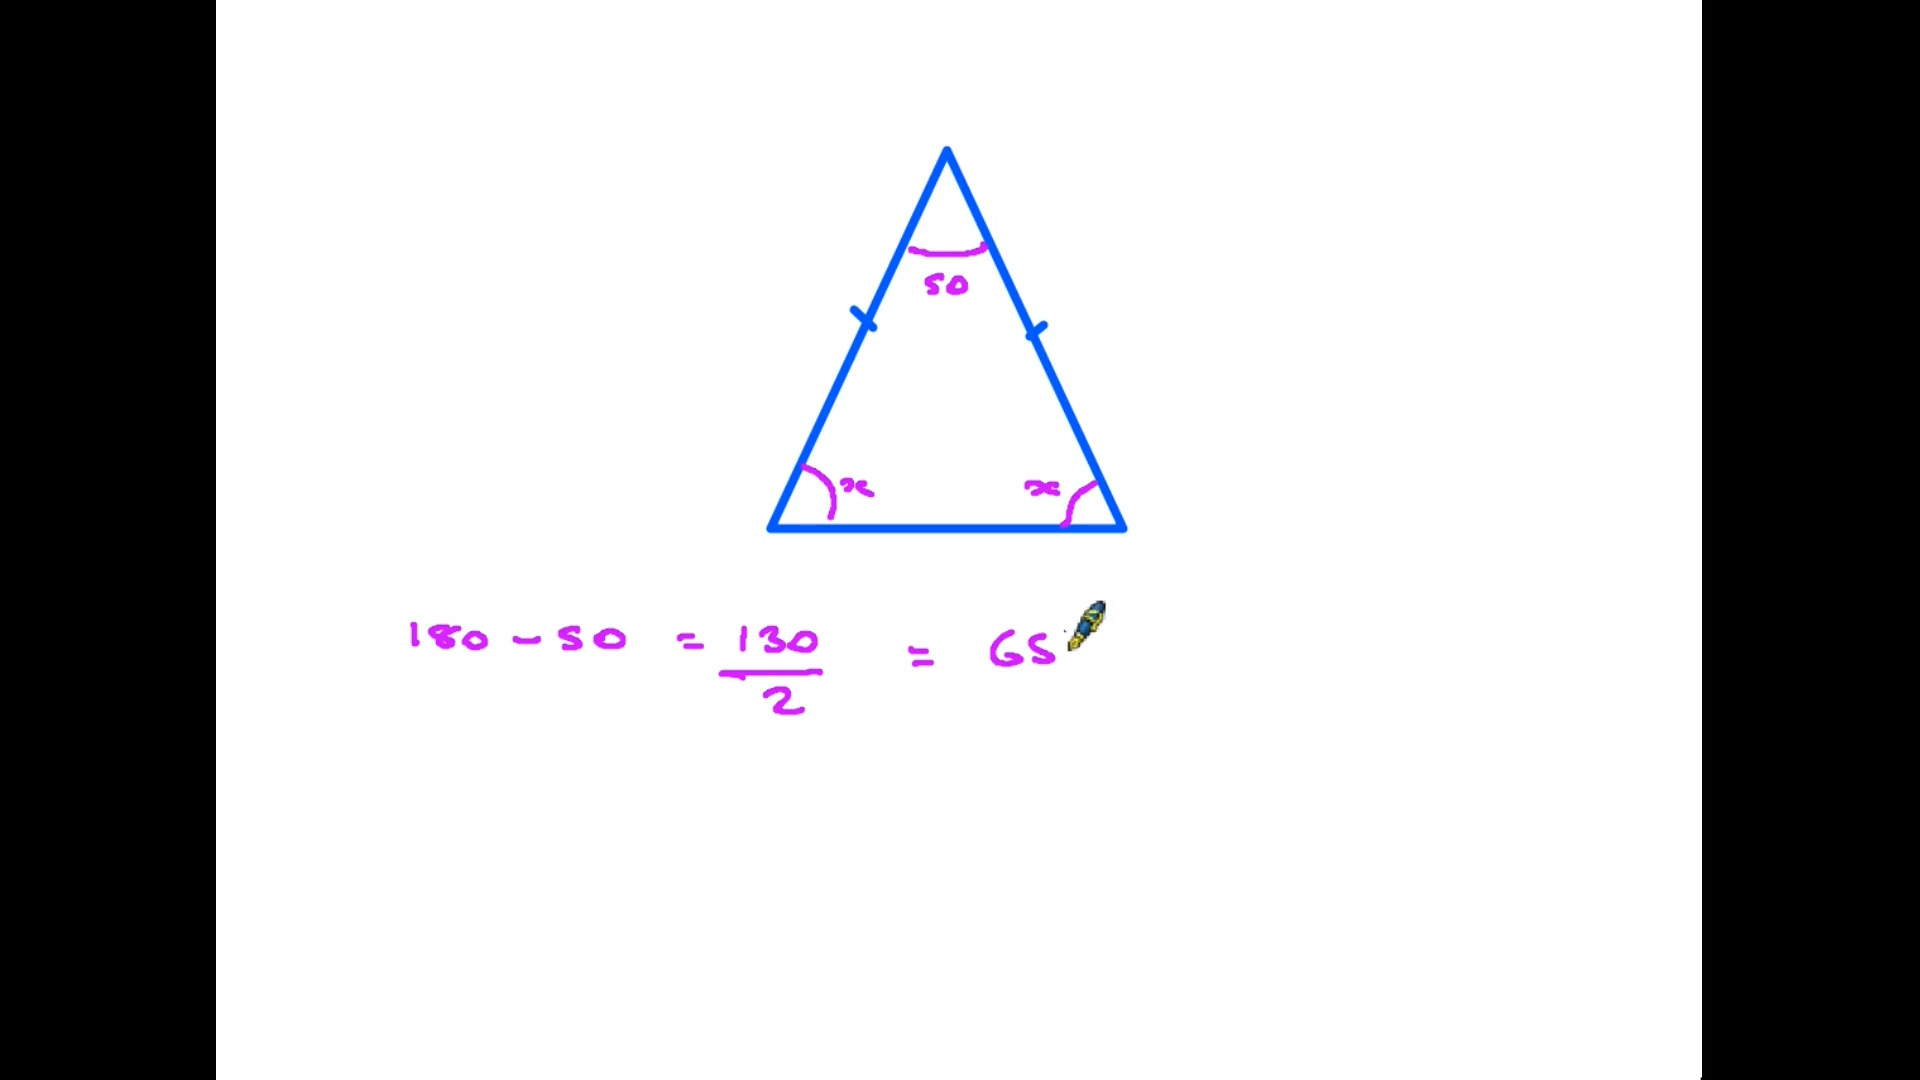 50
x x
180 - 50 = 130/2 = 65